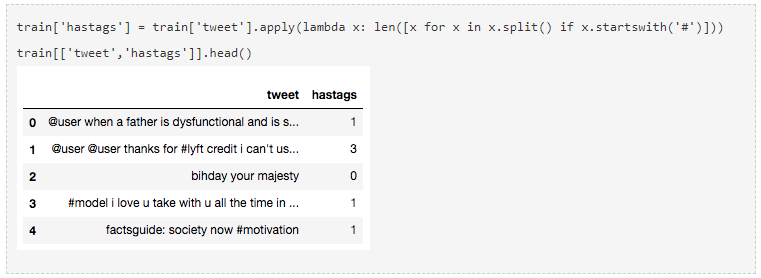 train['hastags'] = train['tweet'].apply(lambda x: len([x for x in x.split() if x.startswith('#')]))
train[['tweet','hastags']].head()
tweet hastags
0 @user when a father is dysfunctional and is s... 1
1 @user @user thanks for #lyft credit i can't us... 3
2 bihday your majesty 0
3 #model i love u take with u all the time in ... 1
4 factsguide: society now #motivation 1